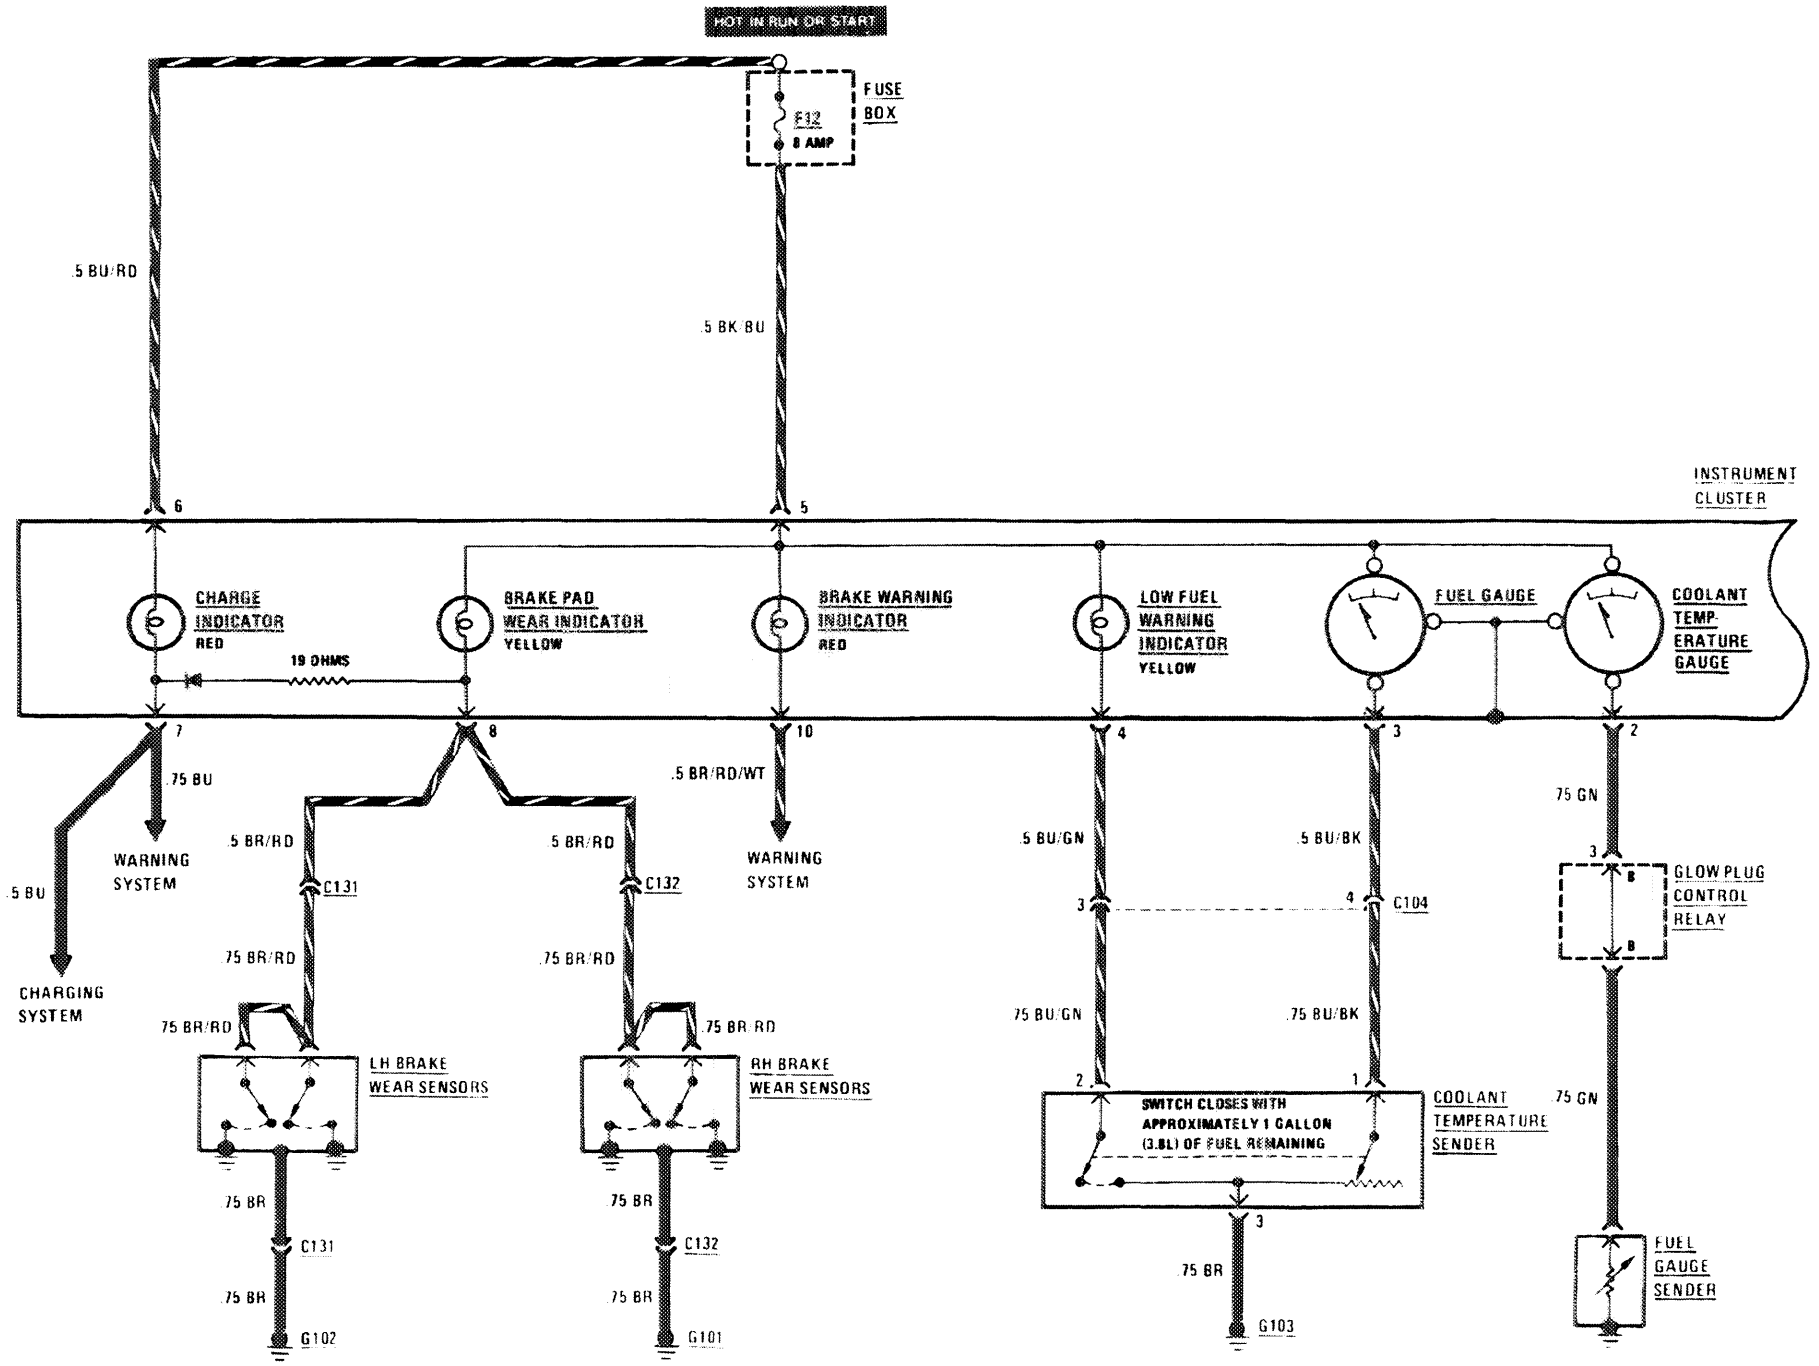 HOT IN RUN OR START
FUSE
BOX
F12
8 AMP
.5 BU/RD
.5 BK/BU
INSTRUMENT
CLUSTER
6
5
CHARGE
INDICATOR
RED
BRAKE PAD
WEAR INDICATOR
YELLOW
BRAKE WARNING
INDICATOR
RED
LOW FUEL
WARNING
INDICATOR
YELLOW
FUEL GAUGE
COOLANT
TEMP-
ERATURE
GAUGE
19 OHMS
7
8
10
4
3
2
.75 BU
.5 BR/RD/WT
.75 GN
.5 BR/RD
.5 BR/RD
.5 BU/GN
.5 BU/BK
WARNING
SYSTEM
WARNING
SYSTEM
3
B
GLOW PLUG
CONTROL
RELAY
B
.5 BU
C131
C132
3
4
C104
.75 BR/RD
.75 BR/RD
CHARGING
SYSTEM
.75 BU/GN
.75 BU/BK
75 BR/RD
.75 BR/RD
LH BRAKE
WEAR SENSORS
RH BRAKE
WEAR SENSORS
2
1
SWITCH CLOSES WITH
APPROXIMATELY 1 GALLON
(3.8L) OF FUEL REMAINING
COOLANT
TEMPERATURE
SENDER
.75 GN
.75 BR
.75 BR
3
C131
C132
.75 BR
FUEL
GAUGE
SENDER
.75 BR
.75 BR
G102
G101
G103